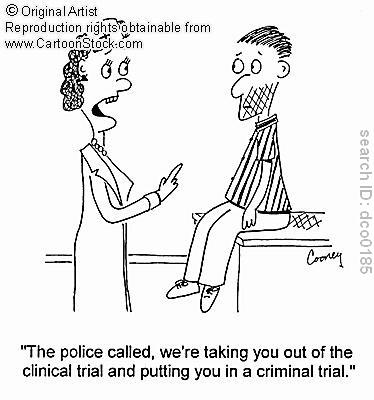 © Original Artist
Reproduction rights obtainable from
www.CartoonStock.com
search ID: dco0185
Cooney
"The police called, we're taking you out of the
clinical trial and putting you in a criminal trial."